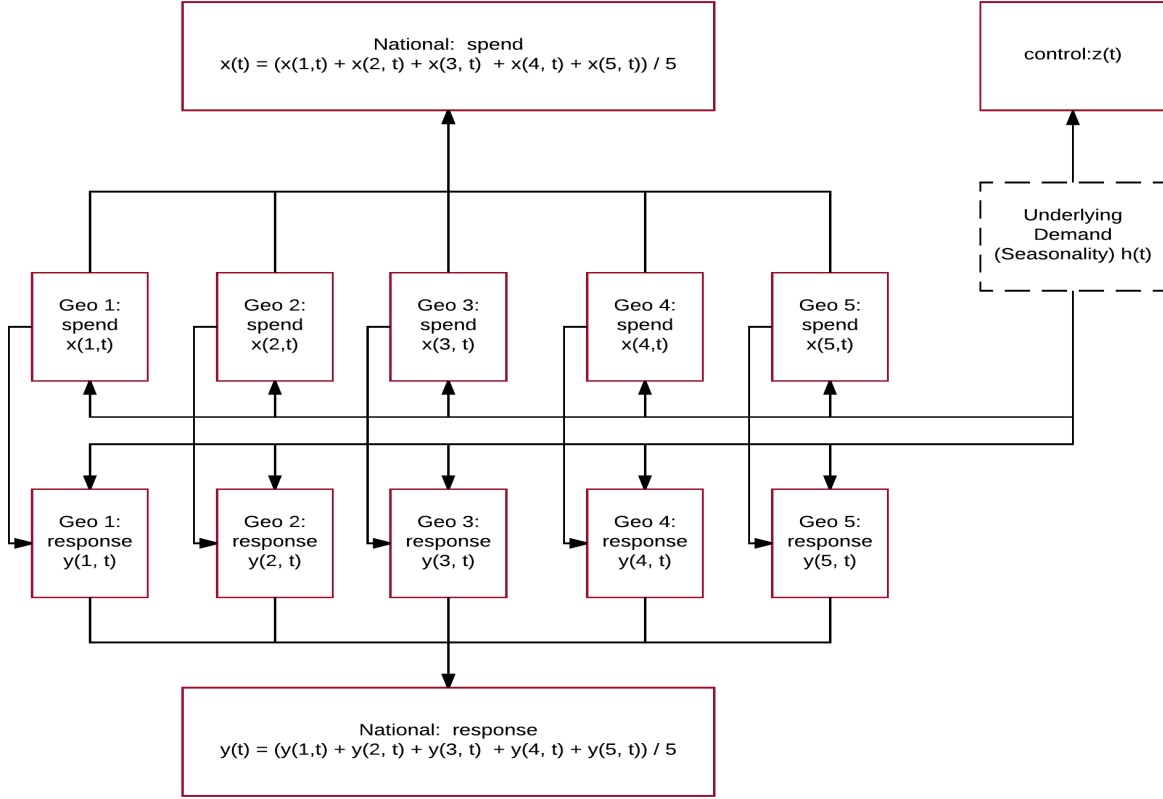 National:  spend
x(t) = (x(1,t) + x(2, t) + x(3, t)  + x(4, t) + x(5, t)) / 5
control:z(t)
Underlying
Demand
(Seasonality) h(t)
Geo 1:
spend
x(1,t)
Geo 2:
spend
x(2,t)
Geo 3:
spend
x(3, t)
Geo 4:
spend
x(4,t)
Geo 5:
spend
x(5,t)
Geo 1:
response
y(1, t)
Geo 2:
response
y(2, t)
Geo 3:
response
y(3, t)
Geo 4:
response
y(4, t)
Geo 5:
response
y(5, t)
National:  response
y(t) = (y(1,t) + y(2, t) + y(3, t)  + y(4, t) + y(5, t)) / 5